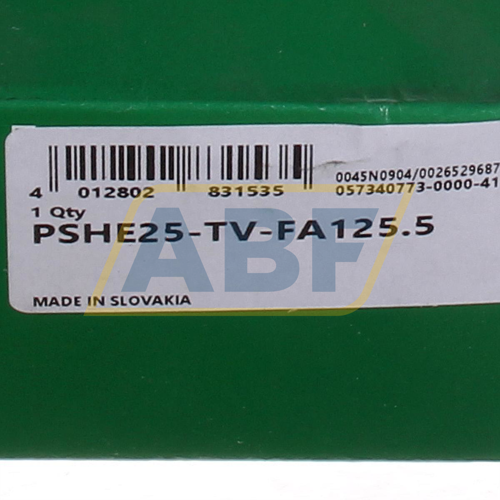 4 012802 831535
0045N0904/0026529687
057340773-0000-41
1 Qty
PSHE25-TV-FA125.5
ABF
MADE IN SLOVAKIA